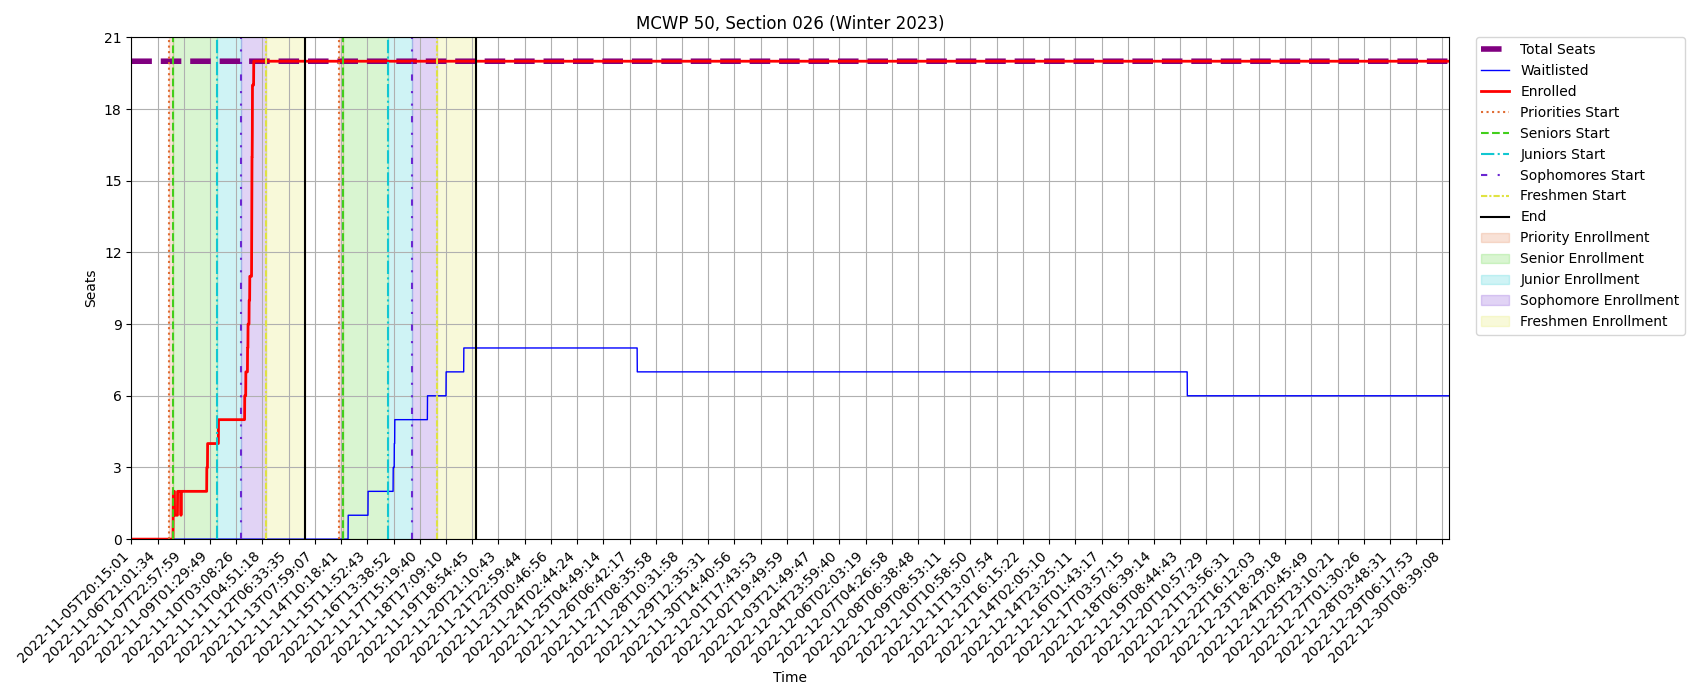 MCWP 50, Section 026 (Winter 2023)
21
18
15
12
9
6
3
0
Seats
2022-11-05T20:15:01
2022-11-06T21:01:34
2022-11-07T22:57:59
2022-11-09T01:29:49
2022-11-10T03:08:26
2022-11-11T04:51:18
2022-11-12T06:33:35
2022-11-13T07:59:07
2022-11-14T10:18:41
2022-11-15T11:52:43
2022-11-16T13:38:52
2022-11-17T15:19:40
2022-11-18T17:09:10
2022-11-19T18:54:45
2022-11-20T21:10:43
2022-11-21T22:59:44
2022-11-23T00:46:56
2022-11-24T02:44:24
2022-11-25T04:49:14
2022-11-26T06:42:17
2022-11-27T08:35:58
2022-11-28T10:31:58
2022-11-29T12:35:31
2022-11-30T14:40:56
2022-12-01T17:43:53
2022-12-02T19:49:59
2022-12-03T21:49:47
2022-12-04T23:59:40
2022-12-06T02:03:19
2022-12-07T04:26:58
2022-12-08T06:38:48
2022-12-09T08:53:11
2022-12-10T10:58:50
2022-12-11T13:07:54
2022-12-12T16:15:22
2022-12-14T02:05:10
2022-12-14T23:25:11
2022-12-16T01:43:17
2022-12-17T03:57:15
2022-12-18T06:39:14
2022-12-19T08:44:43
2022-12-20T10:57:29
2022-12-21T13:56:31
2022-12-22T16:12:03
2022-12-23T18:29:18
2022-12-24T20:45:49
2022-12-25T23:10:21
2022-12-27T01:30:26
2022-12-28T03:48:31
2022-12-29T06:17:53
2022-12-30T08:39:08
Time
Total Seats
Waitlisted
Enrolled
Priorities Start
Seniors Start
Juniors Start
Sophomores Start
Freshmen Start
End
Priority Enrollment
Senior Enrollment
Junior Enrollment
Sophomore Enrollment
Freshmen Enrollment